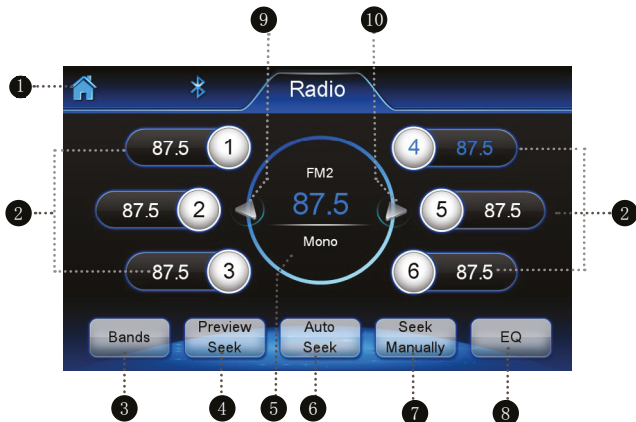 9 10
1 Radio
87.5 1 4 87.5
FM2
2 87.5 2 87.5 5 87.5 2
Mono
87.5 3 6 87.5
Bands Preview Seek Auto Seek Seek Manually EQ
3 4 5 6 7 8